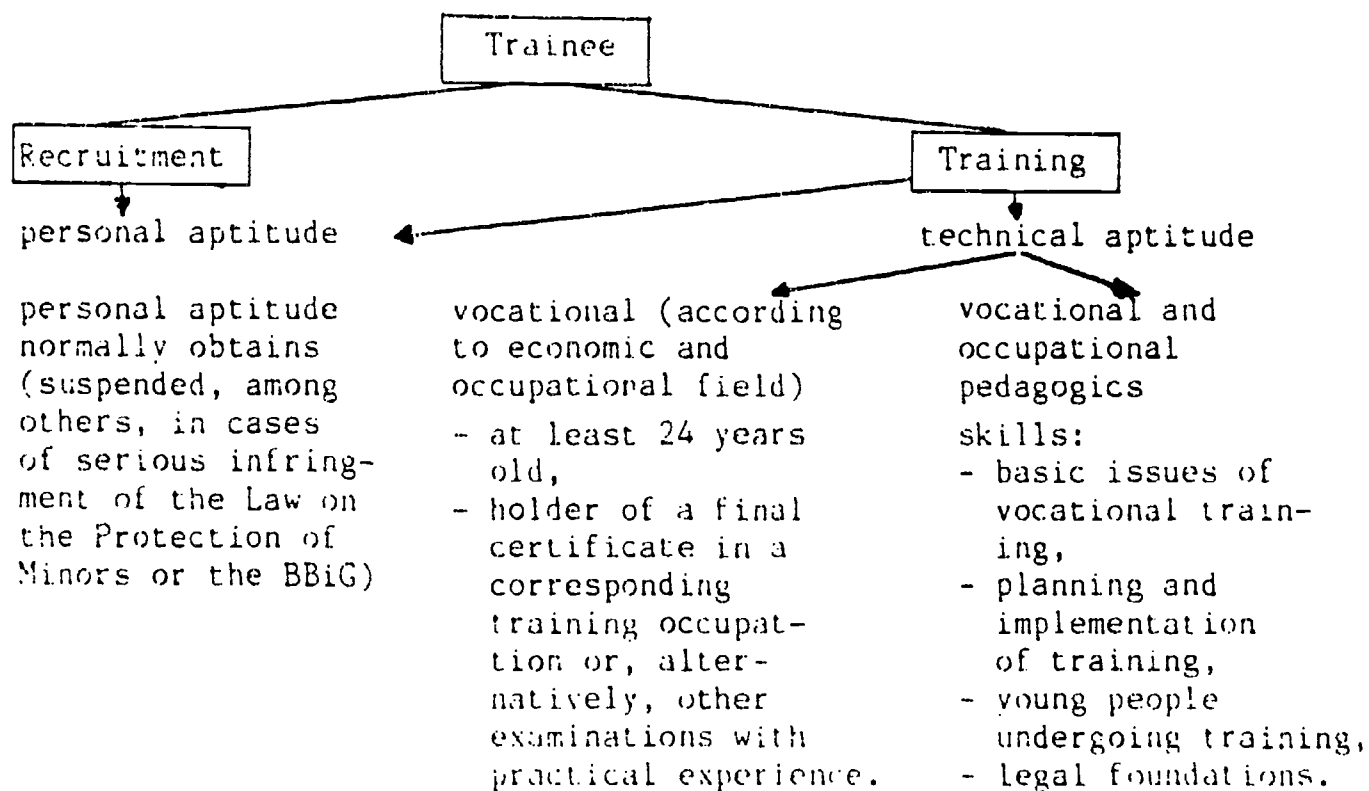 Trainee
Recruitment
Training
personal aptitude
technical aptitude
personal aptitude
normally obtains
(suspended, among
others, in cases
of serious infring-
ment of the Law on
the Protection of
Minors or the BBiG)
vocational (according
to economic and
occupational field)
- at least 24 years
old,
- holder of a final
certificate in a
corresponding
training occupat-
tion or, alter-
natively, other
examinations with
practical experience.
vocational and
occupational
pedagogics
skills:
- basic issues of
vocational train-
ing,
- planning and
implementation
of training,
- young people
undergoing training,
- legal foundations.